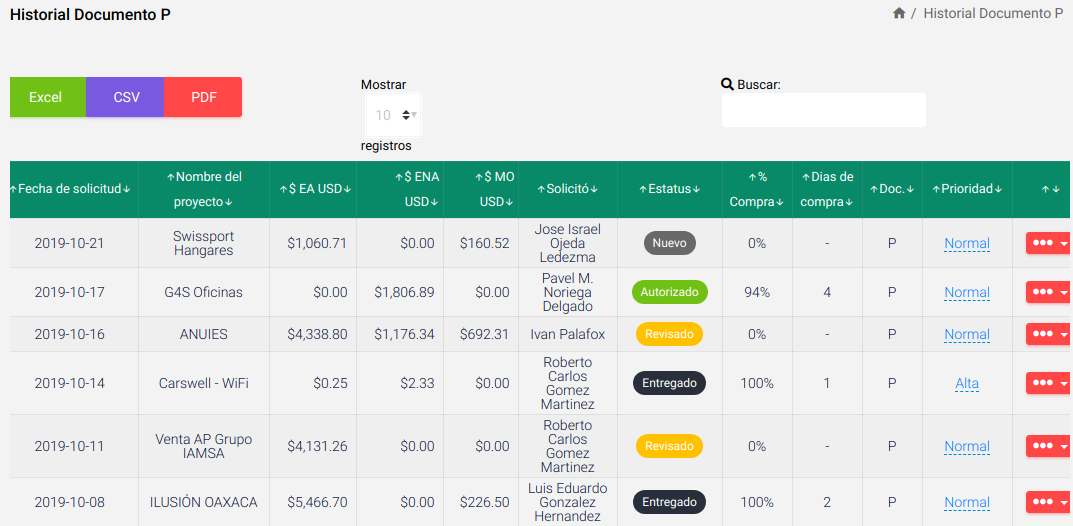 Historial Documento P
/ Historial Documento P
Excel CSV PDF
Mostrar
10
registros
Buscar:
↑Fecha de solicitud↓ ↑Nombre del proyecto↓ ↑$ EA USD↓ ↑$ ENA USD↓ ↑$ MO USD↓ ↑Solicitó↓ ↑Estatus↓ ↑% Compra↓ ↑Dias de compra↓ ↑Doc.↓ ↑Prioridad↓ ↑↓
2019-10-21 Swissport Hangares $1,060.71 $0.00 $160.52 Jose Israel Ojeda Ledezma Nuevo 0% - P Normal
2019-10-17 G4S Oficinas $0.00 $1,806.89 $0.00 Pavel M. Noriega Delgado Autorizado 94% 4 P Normal
2019-10-16 ANUIES $4,338.80 $1,176.34 $692.31 Ivan Palafox Revisado 0% - P Normal
2019-10-14 Carswell - WiFi $0.25 $2.33 $0.00 Roberto Carlos Gomez Martinez Entregado 100% 1 P Alta
2019-10-11 Venta AP Grupo IAMSA $4,131.26 $0.00 $0.00 Roberto Carlos Gomez Martinez Revisado 0% - P Normal
2019-10-08 ILUSIÓN OAXACA $5,466.70 $0.00 $226.50 Luis Eduardo Gonzalez Hernandez Entregado 100% 2 P Normal